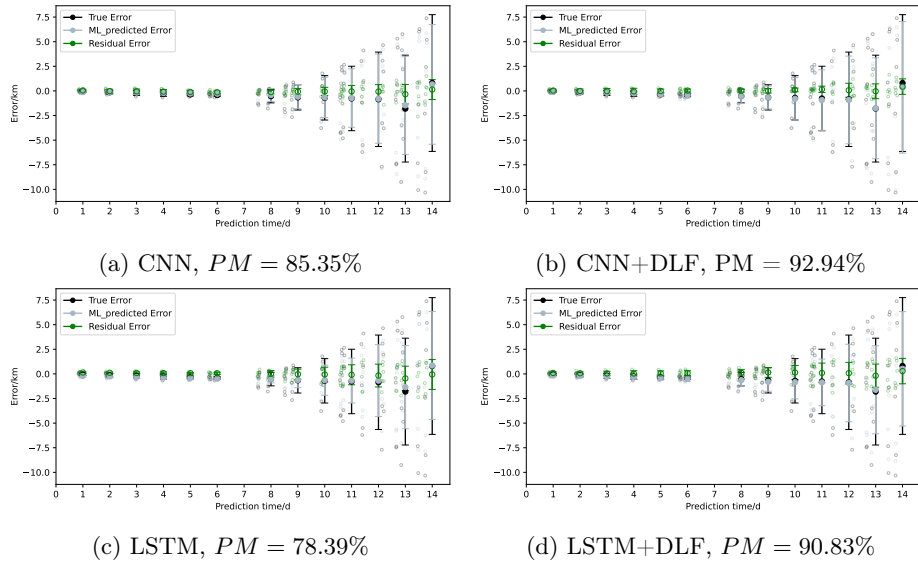 True Error
ML_predicted Error
Residual Error
7.5
5.0
2.5
0.0
−2.5
−5.0
−7.5
−10.0
Error/km
0 1 2 3 4 5 6 7 8 9 10 11 12 13 14
Prediction time/d
(a) CNN, PM = 85.35%
True Error
ML_predicted Error
Residual Error
7.5
5.0
2.5
0.0
−2.5
−5.0
−7.5
−10.0
Error/km
0 1 2 3 4 5 6 7 8 9 10 11 12 13 14
Prediction time/d
(b) CNN+DLF, PM = 92.94%
True Error
ML_predicted Error
Residual Error
7.5
5.0
2.5
0.0
−2.5
−5.0
−7.5
−10.0
Error/km
0 1 2 3 4 5 6 7 8 9 10 11 12 13 14
Prediction time/d
(c) LSTM, PM = 78.39%
True Error
ML_predicted Error
Residual Error
7.5
5.0
2.5
0.0
−2.5
−5.0
−7.5
−10.0
Error/km
0 1 2 3 4 5 6 7 8 9 10 11 12 13 14
Prediction time/d
(d) LSTM+DLF, PM = 90.83%